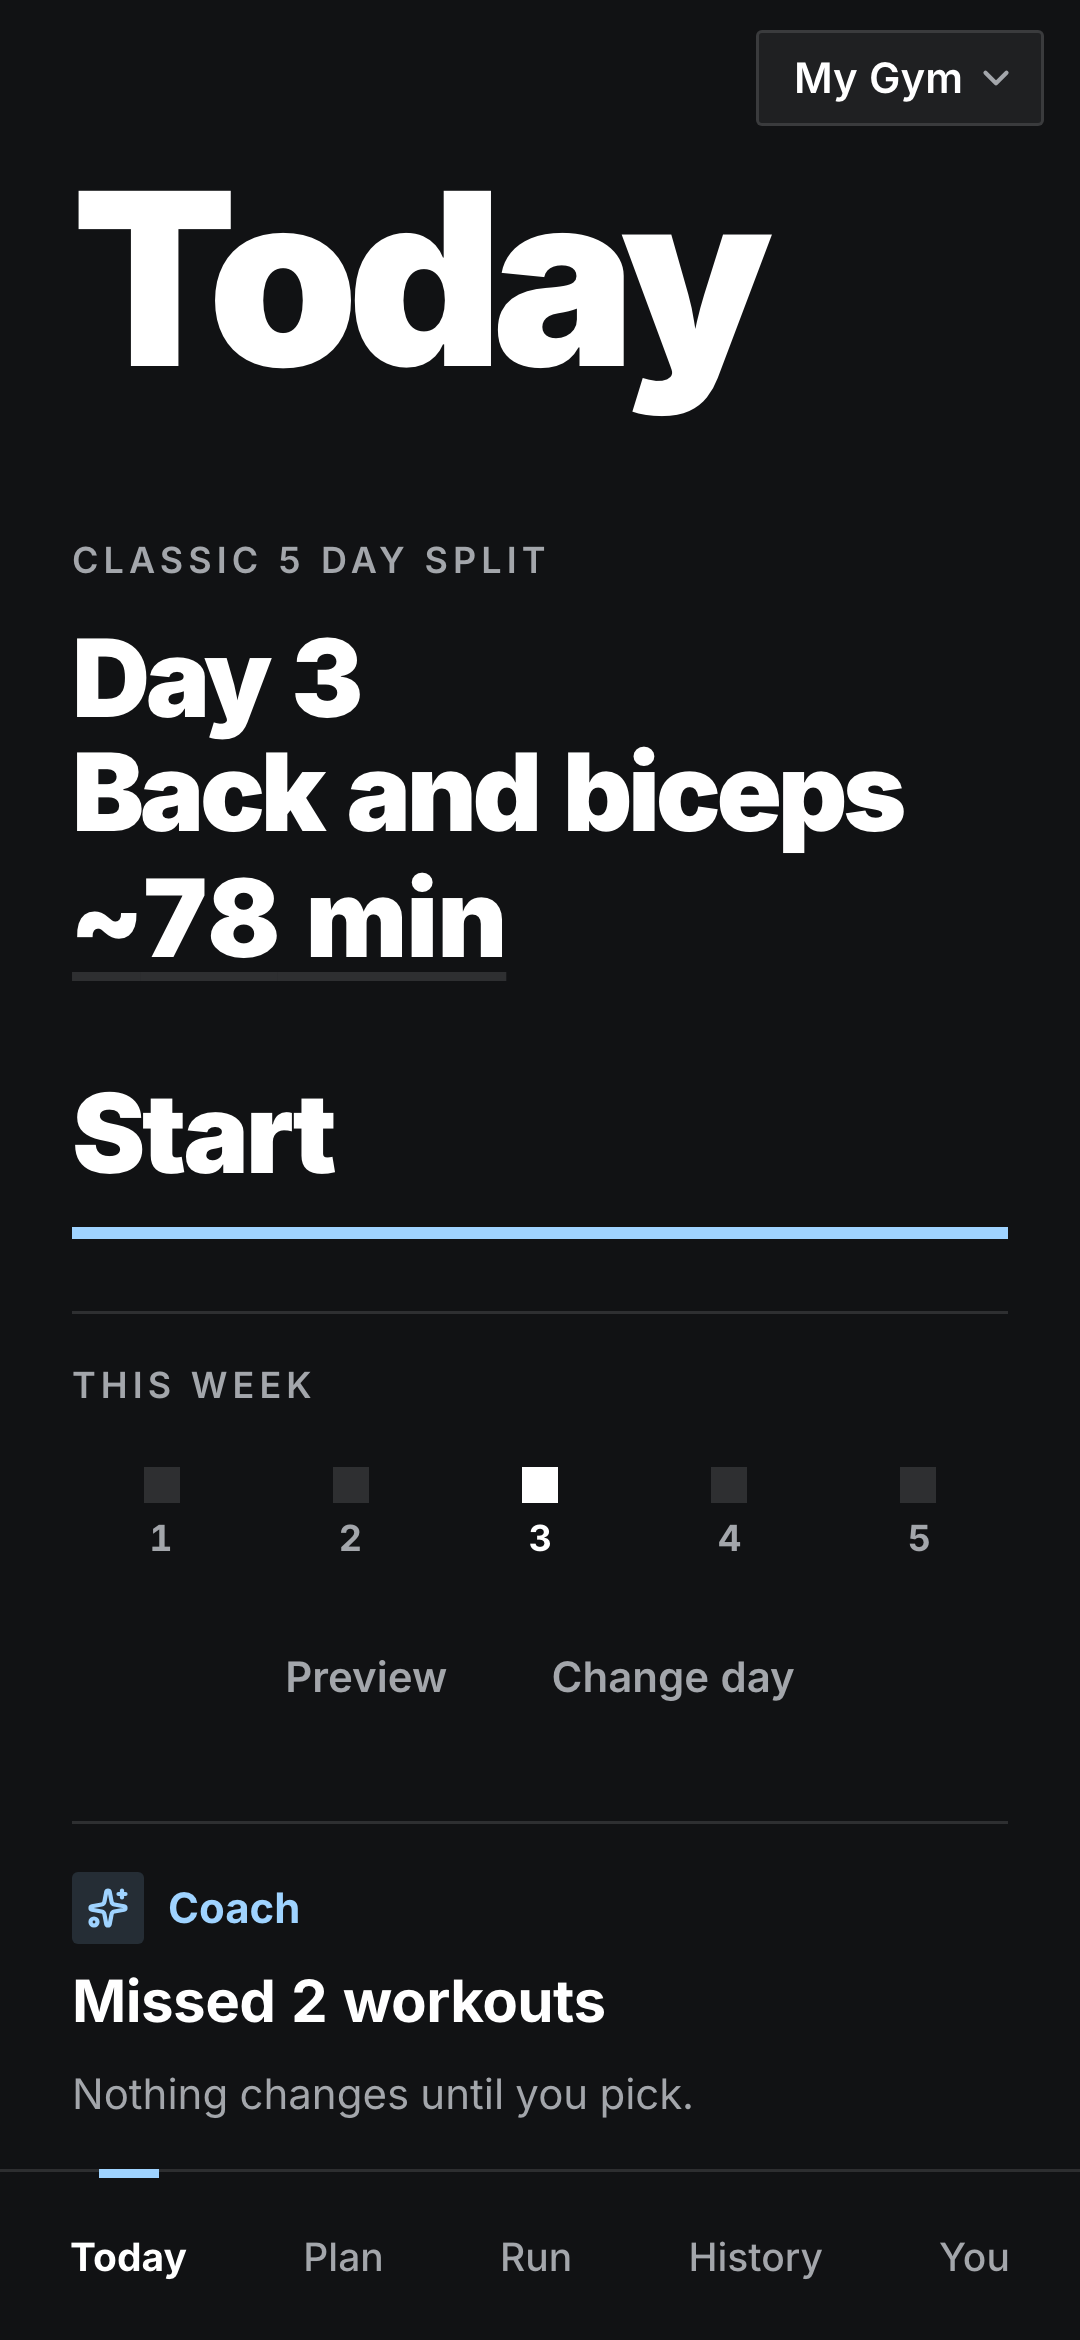 My Gym
Today
CLASSIC 5 DAY SPLIT
Day 3
Back and biceps
~78 min
Start
THIS WEEK
1 2 3 4 5
Preview Change day
Coach
Missed 2 workouts
Nothing changes until you pick.
Today Plan Run History You